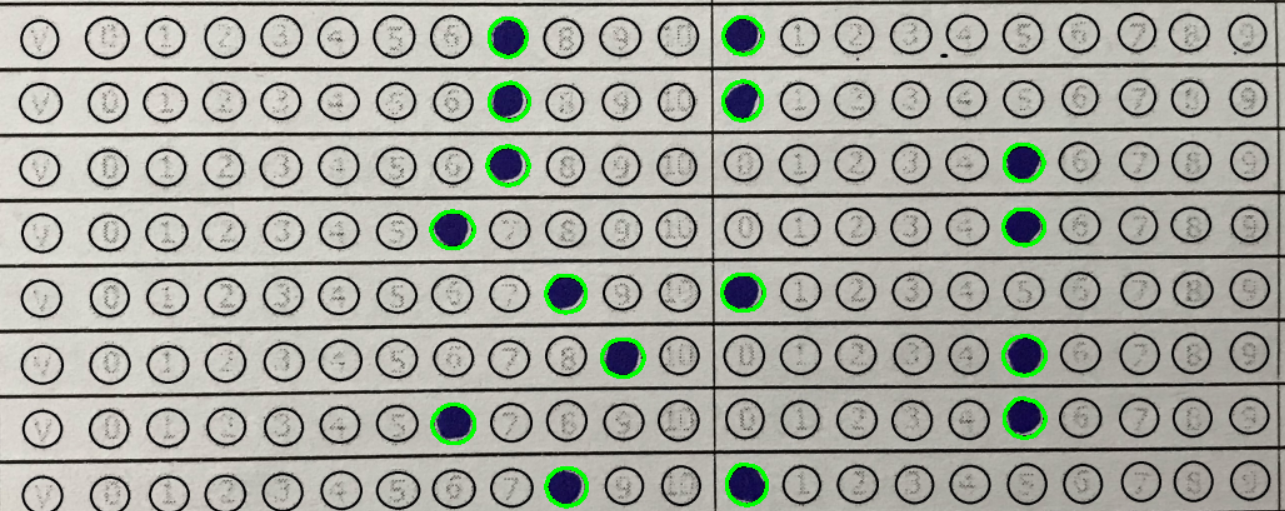 V 0 1 2 3 4 5 6 8 9 10 1 2 3 4 5 6 7 8 9
V 0 1 2 3 4 5 6 8 9 10 1 2 3 4 5 6 7 8 9
V 0 1 2 3 4 5 6 8 9 10 0 1 2 3 4 6 7 8 9
V 0 1 2 3 4 5 7 8 9 10 0 1 2 3 4 6 7 8 9
V 0 1 2 3 4 5 6 7 9 10 1 2 3 4 5 6 7 8 9
V 0 1 2 3 4 5 6 7 8 10 0 1 2 3 4 6 7 8 9
V 0 1 2 3 4 5 7 8 9 10 0 1 2 3 4 6 7 8 9
V 0 1 2 3 4 5 6 7 9 10 1 2 3 4 5 6 7 8 9